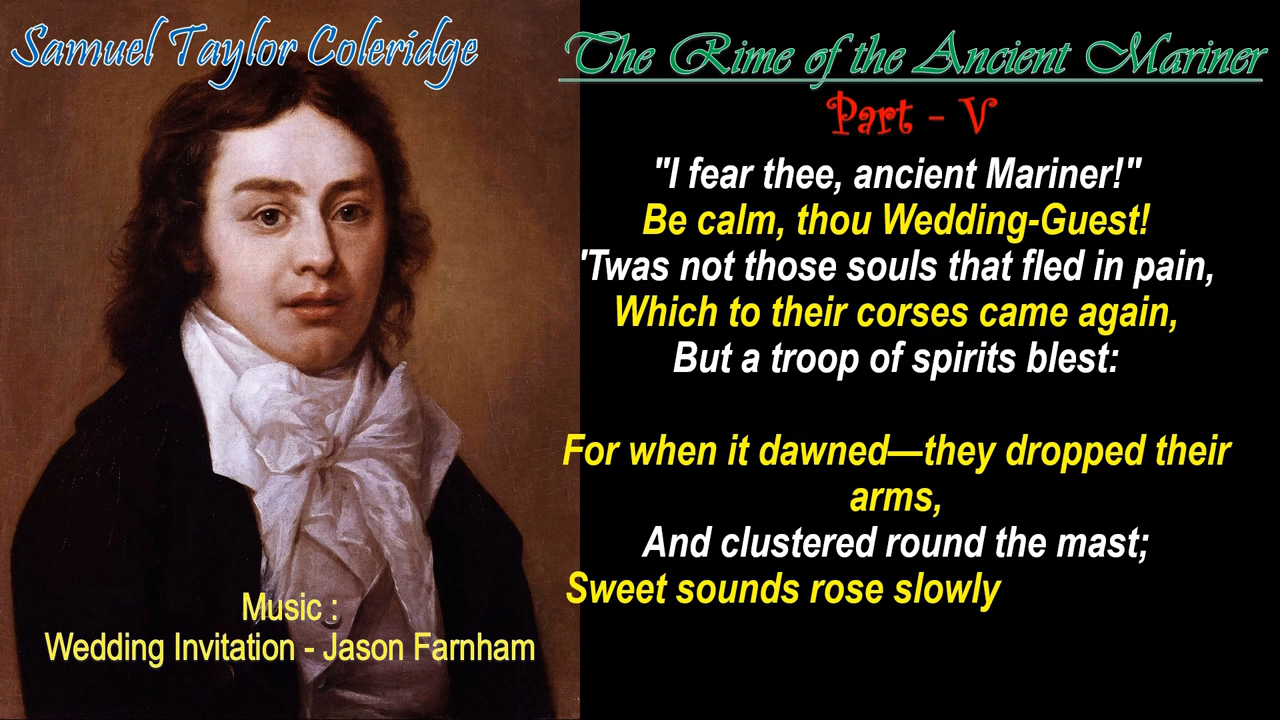 Samuel Taylor Coleridge
The Rime of the Ancient Mariner
Part - V
"I fear thee, ancient Mariner!"
Be calm, thou Wedding-Guest!
'Twas not those souls that fled in pain,
Which to their corses came again,
But a troop of spirits blest:
For when it dawned—they dropped their
arms,
And clustered round the mast;
Sweet sounds rose slowly
Music :
Wedding Invitation - Jason Farnham